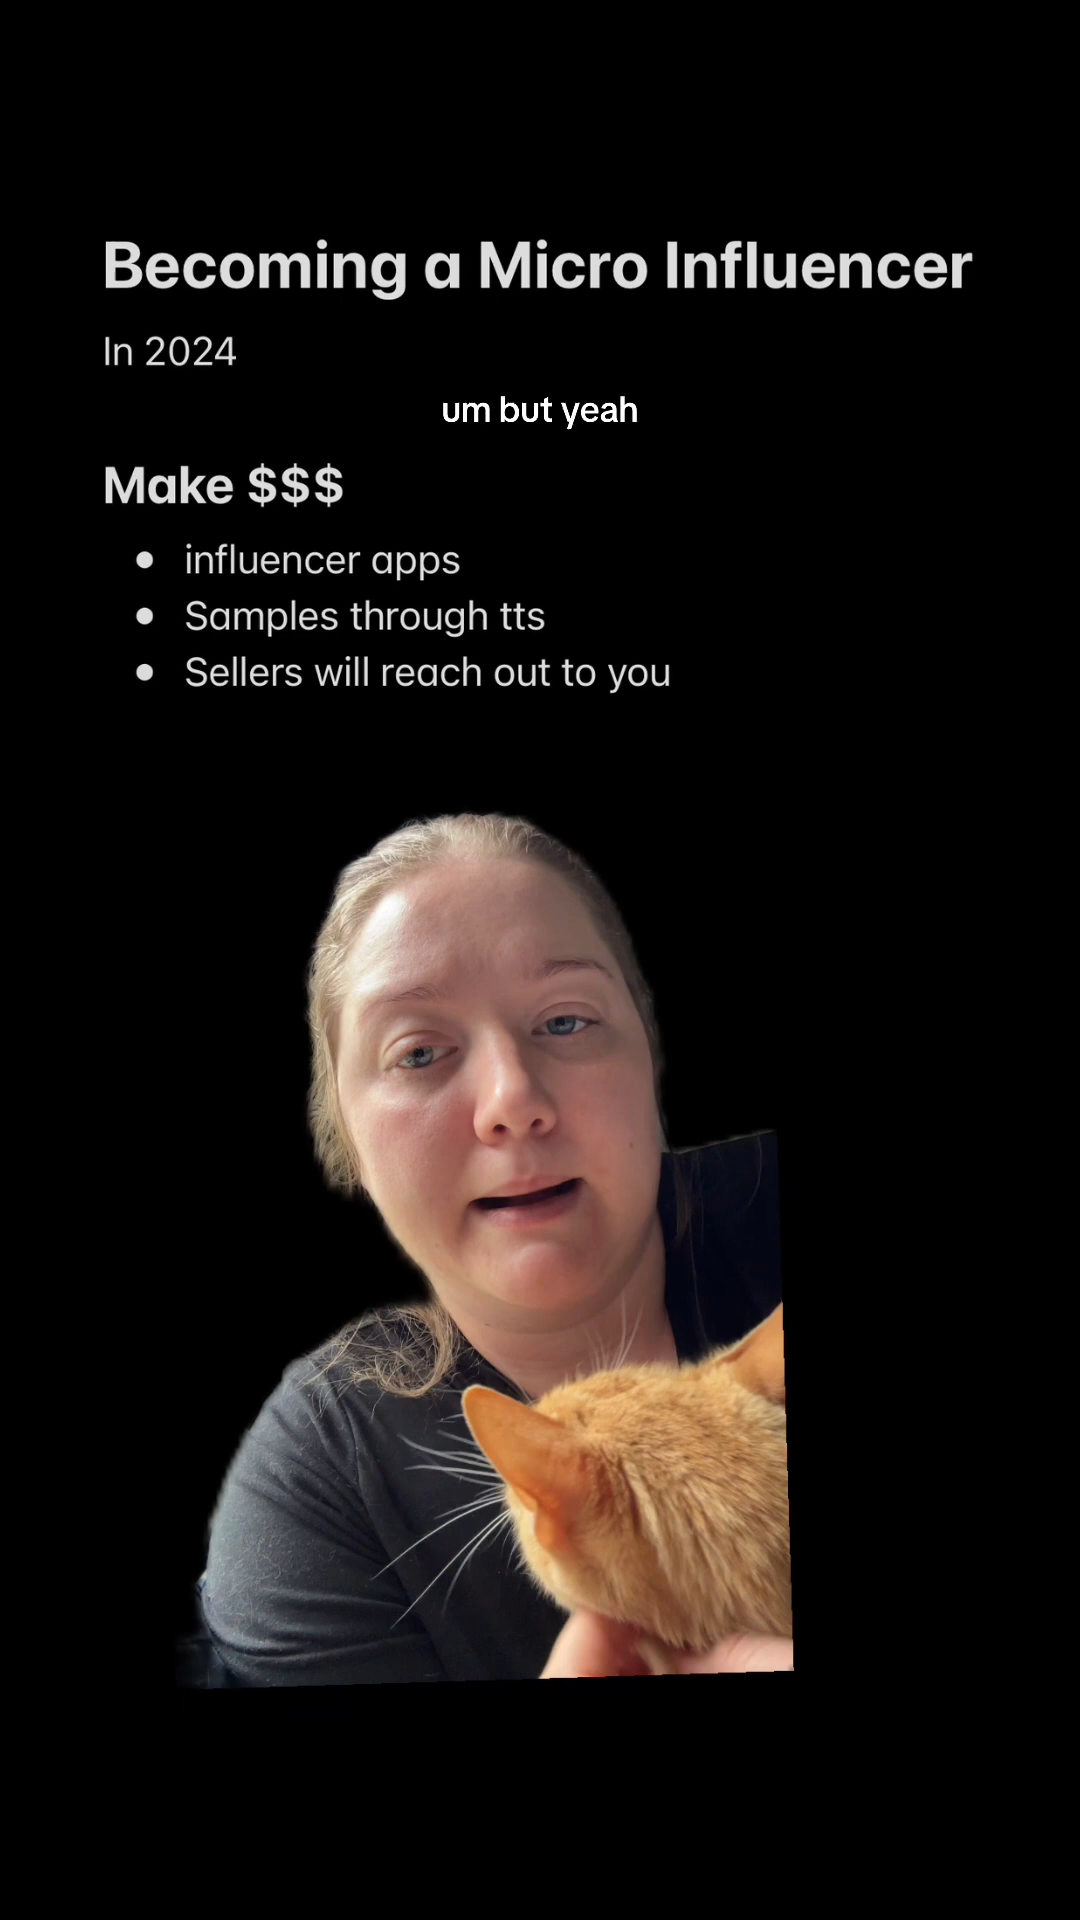 Becoming a Micro Influencer
In 2024
um but yeah
Make $$$
influencer apps
Samples through tts
Sellers will reach out to you